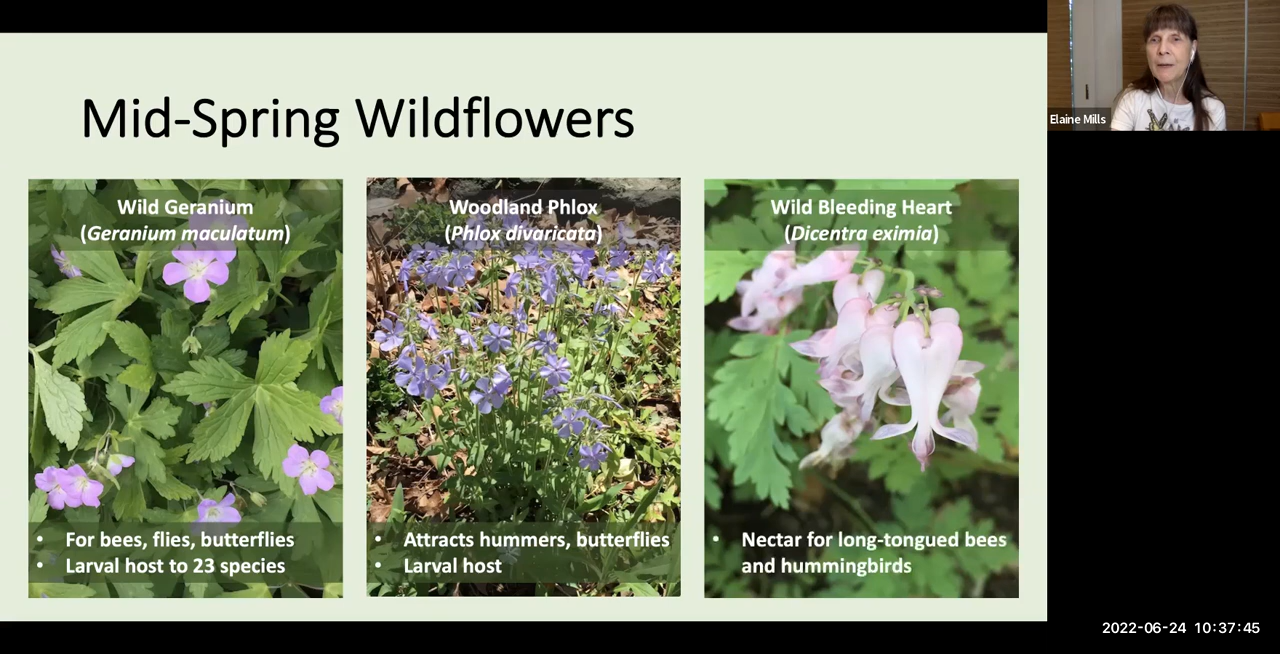 Mid-Spring Wildflowers
Wild Geranium
(Geranium maculatum)
• For bees, flies, butterflies
• Larval host to 23 species
Woodland Phlox
(Phlox divaricata)
• Attracts hummers, butterflies
• Larval host
Wild Bleeding Heart
(Dicentra eximia)
• Nectar for long-tongued bees
and hummingbirds
Elaine Mills
2022-06-24 10:37:45